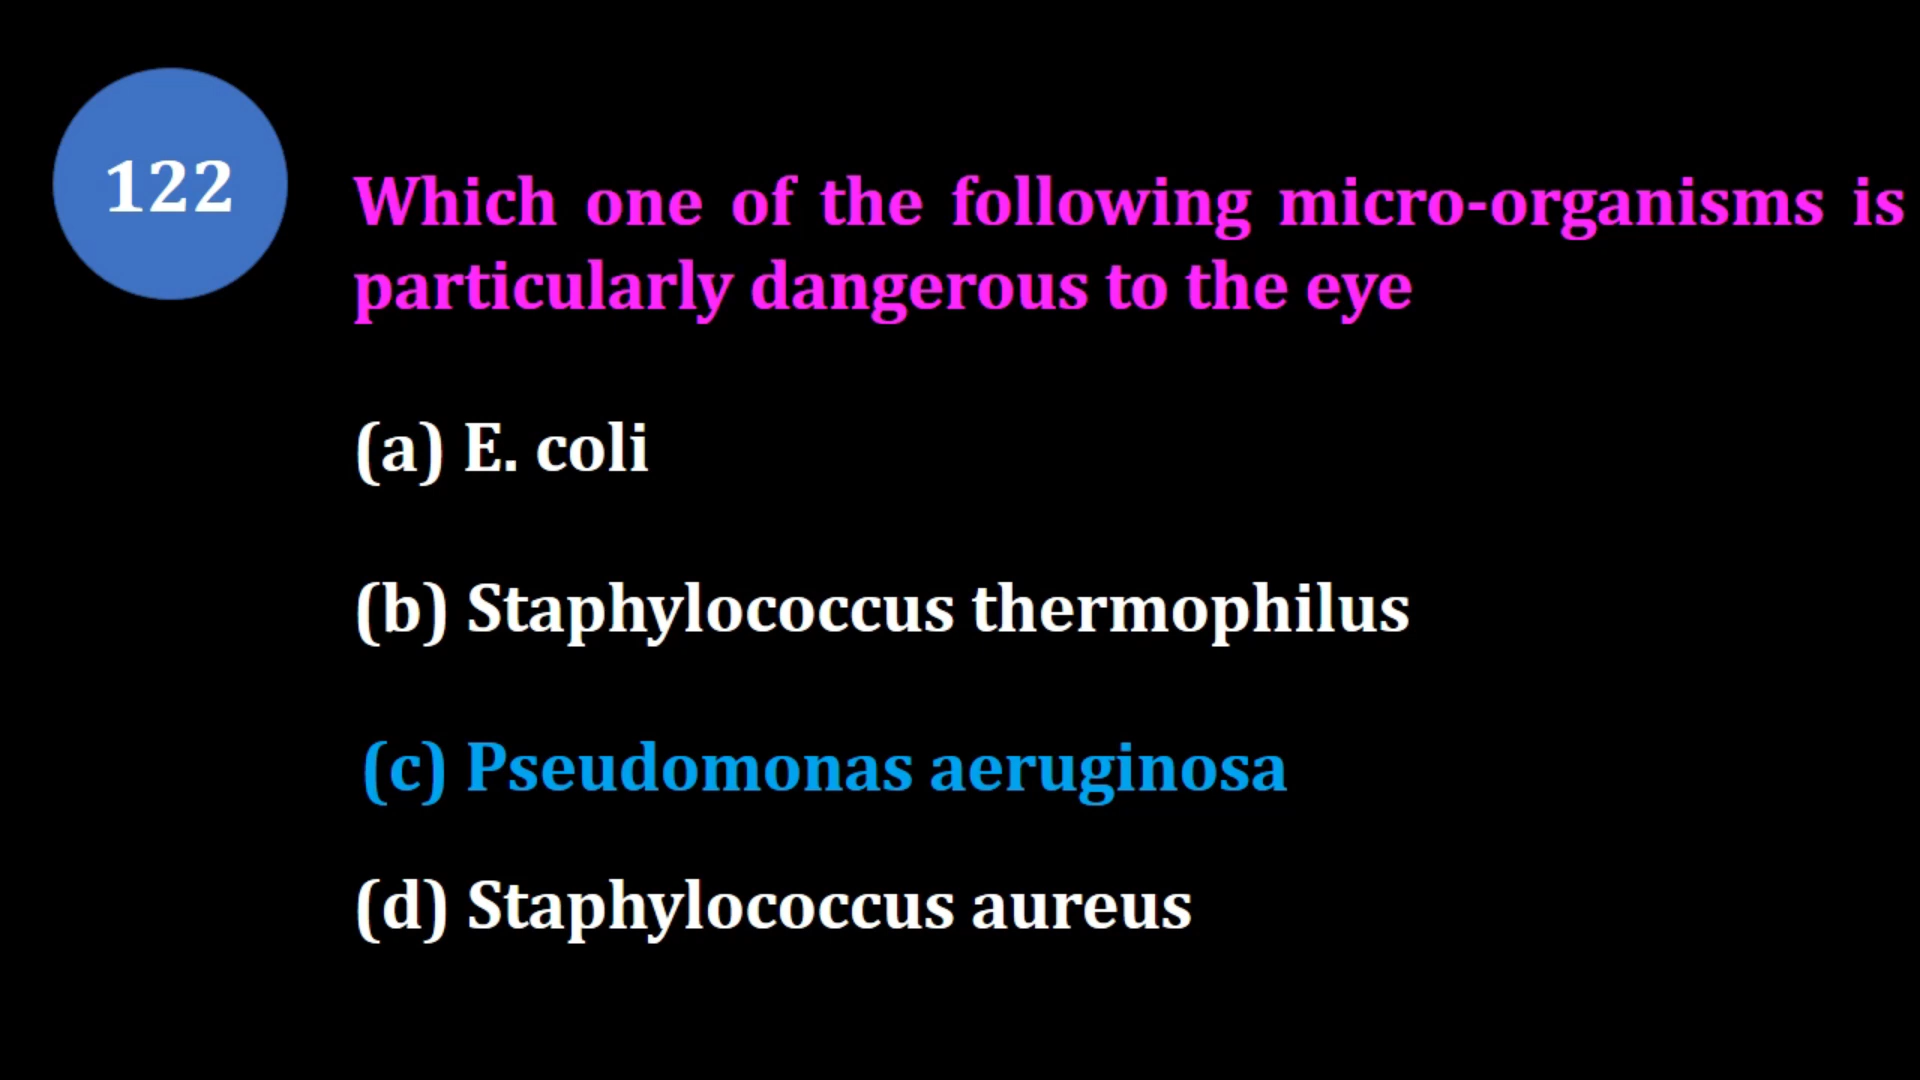 122
Which one of the following micro-organisms is
particularly dangerous to the eye
(a) E. coli
(b) Staphylococcus thermophilus
(c) Pseudomonas aeruginosa
(d) Staphylococcus aureus